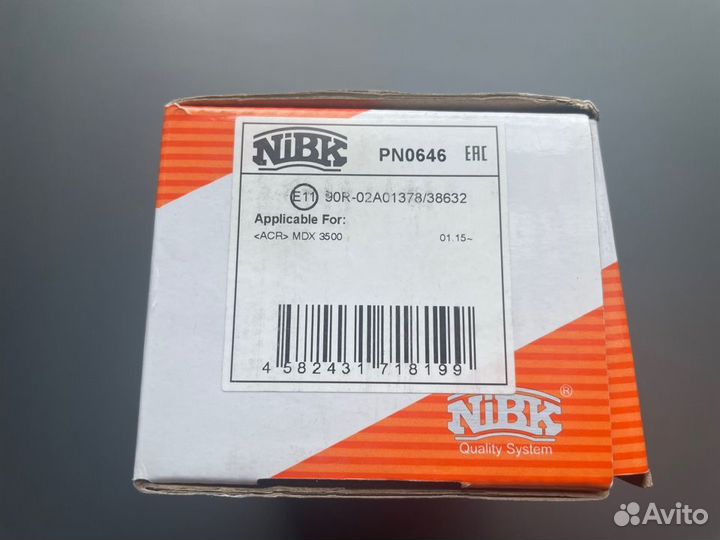 NiBK PN0646 EAC
E11 90R-02A01378/38632
Applicable For:
<ACR> MDX 3500 01.15~
4 582431 718199
NiBK ®
Quality System
Avito